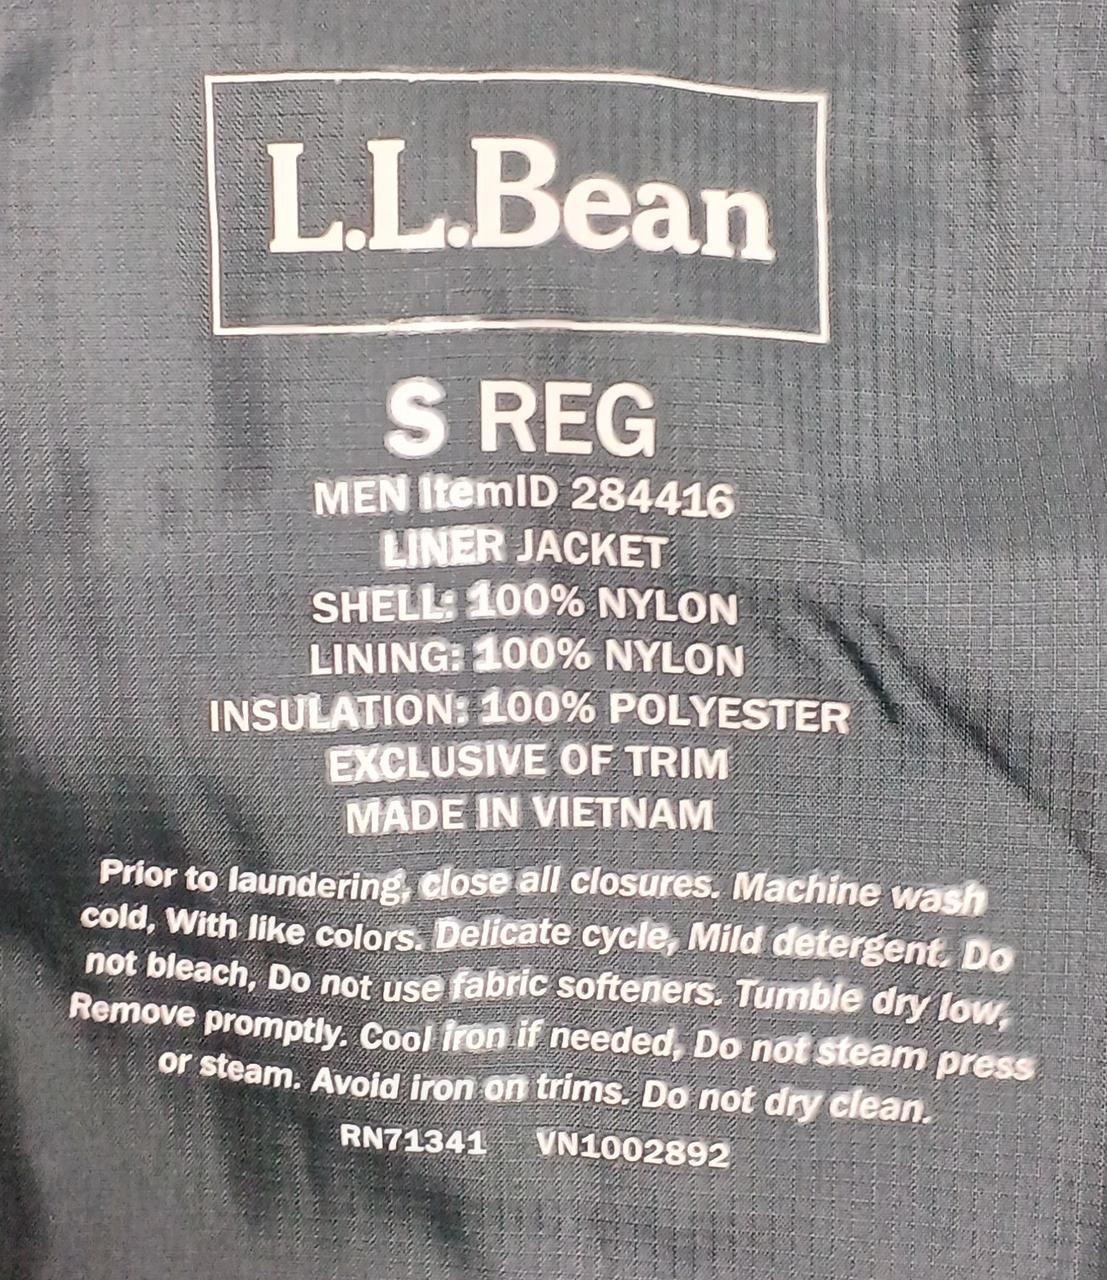 L.L.Bean
S REG
MEN ItemID 284416
LINER JACKET
SHELL: 100% NYLON
LINING: 100% NYLON
INSULATION: 100% POLYESTER
EXCLUSIVE OF TRIM
MADE IN VIETNAM
Prior to laundering, close all closures. Machine wash
cold, With like colors. Delicate cycle, Mild detergent. Do
not bleach, Do not use fabric softeners. Tumble dry low,
Remove promptly. Cool iron if needed, Do not steam press
or steam. Avoid iron on trims. Do not dry clean.
RN71341 VN1002892